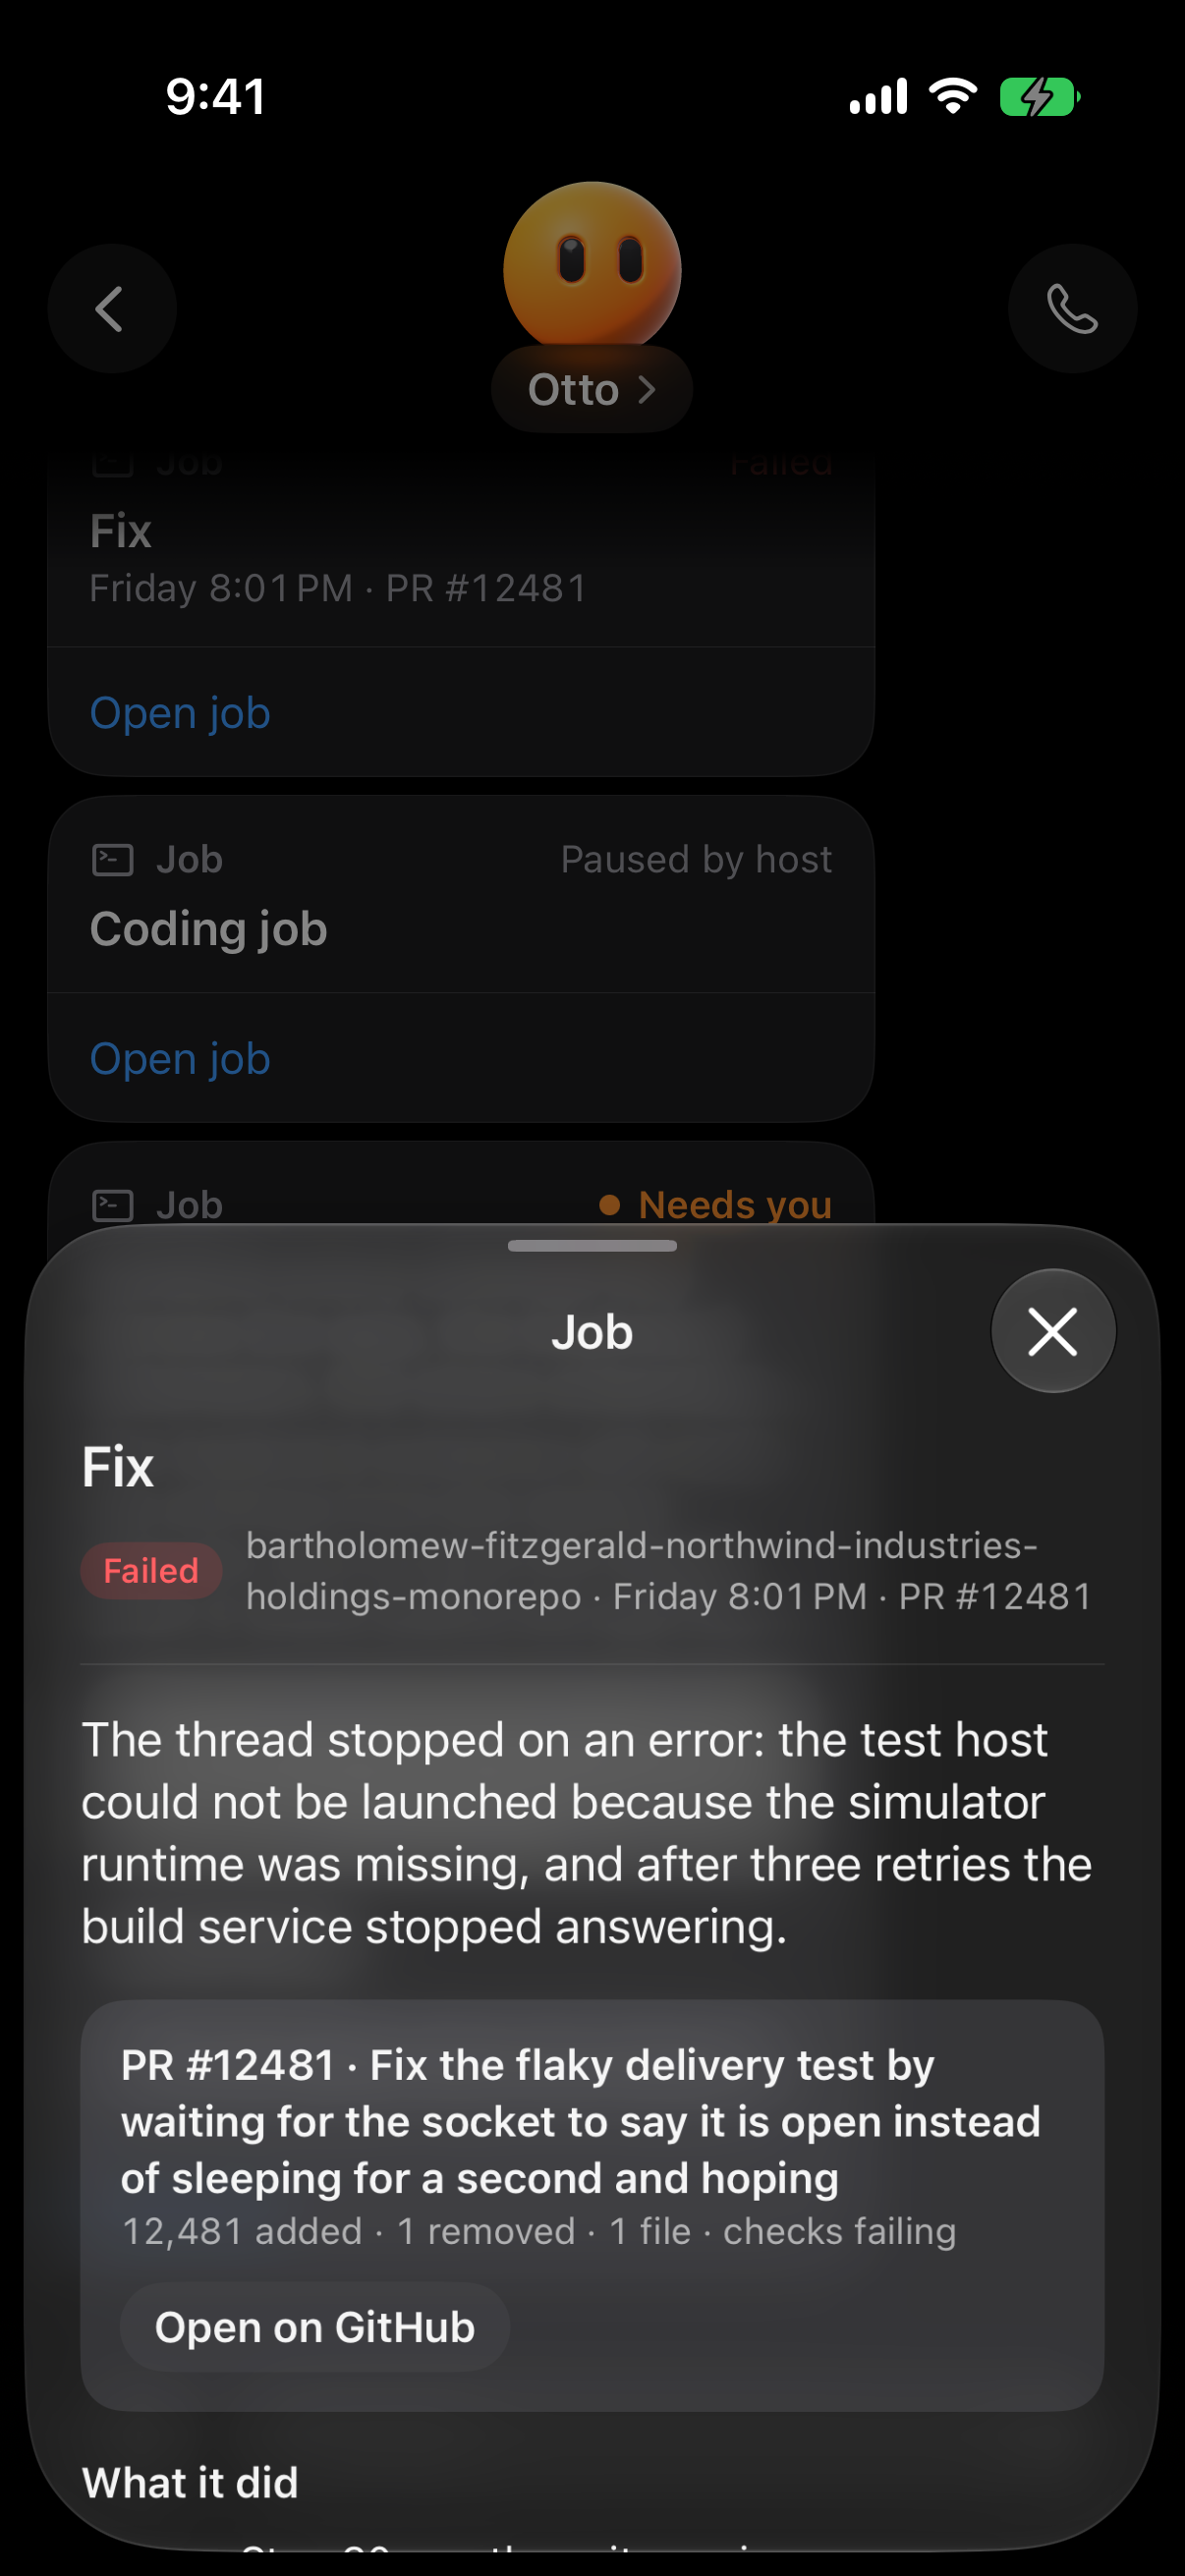 9:41
Otto
Job Failed
Fix
Friday 8:01 PM · PR #12481
Open job
Job Paused by host
Coding job
Open job
Job Needs you
Job
Fix
Failed
bartholomew-fitzgerald-northwind-industries-
holdings-monorepo · Friday 8:01 PM · PR #12481
The thread stopped on an error: the test host
could not be launched because the simulator
runtime was missing, and after three retries the
build service stopped answering.
PR #12481 · Fix the flaky delivery test by
waiting for the socket to say it is open instead
of sleeping for a second and hoping
12,481 added · 1 removed · 1 file · checks failing
Open on GitHub
What it did